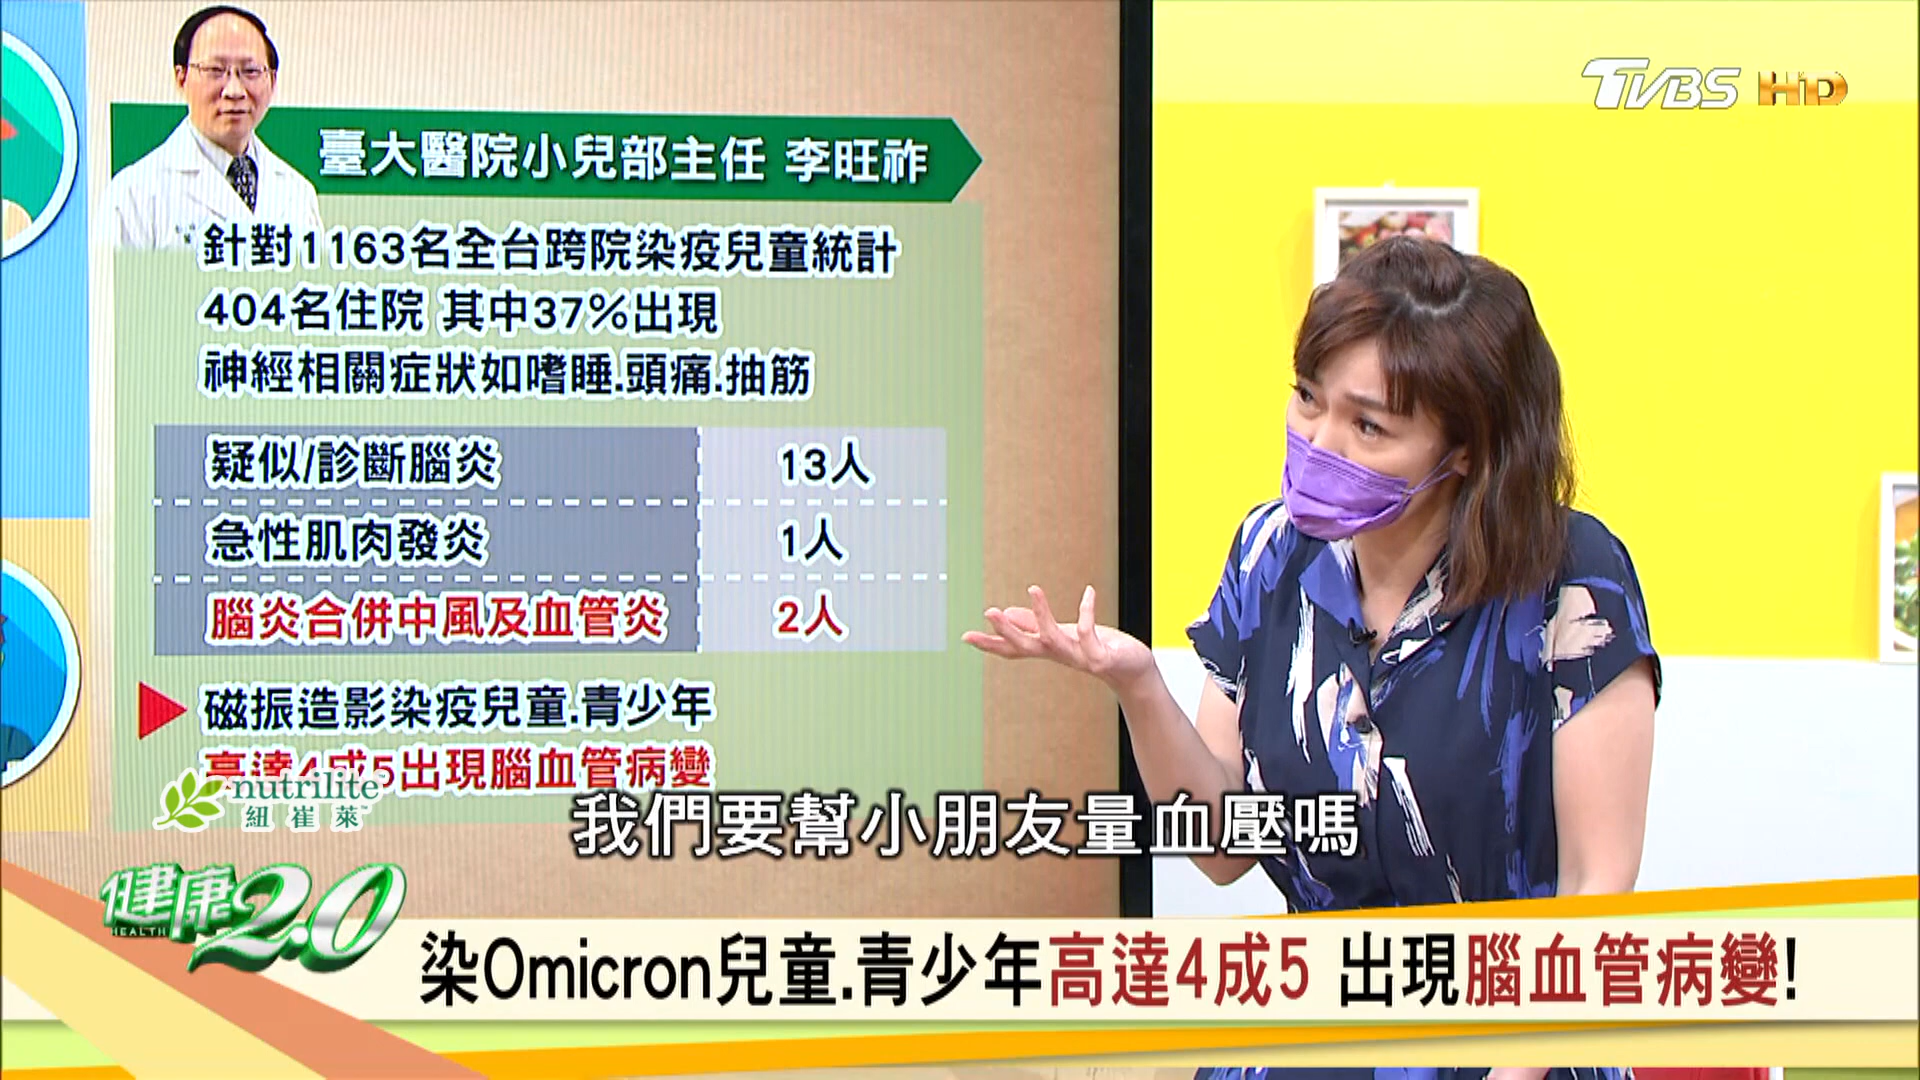 TVBS HD
臺大醫院小兒部主任 李旺祚
針對1163名全台跨院染疫兒童統計
404名住院 其中37%出現
神經相關症狀如嗜睡.頭痛.抽筋
疑似/診斷腦炎 13人
急性肌肉發炎 1人
腦炎合併中風及血管炎 2人
磁振造影染疫兒童.青少年
高達4成5出現腦血管病變
nutrilite
紐崔萊
我們要幫小朋友量血壓嗎
健康2.0
HEALTH
染Omicron兒童.青少年高達4成5 出現腦血管病變!